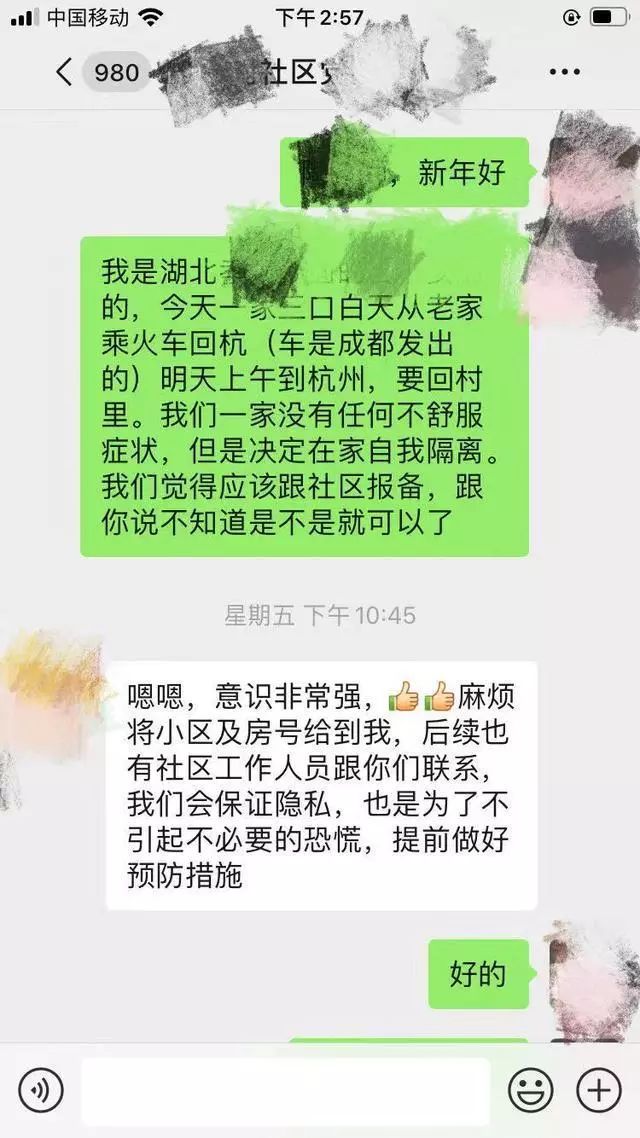 中国移动
下午2:57
980
社区
，新年好
我是湖北
的，今天一家三口白天从老家
乘火车回杭（车是成都发出
的）明天上午到杭州，要回村
里。我们一家没有任何不舒服
症状，但是决定在家自我隔离。
我们觉得应该跟社区报备，跟
你说不知道是不是就可以了
星期五 下午10:45
嗯嗯，意识非常强，👍👍麻烦
将小区及房号给到我，后续也
有社区工作人员跟你们联系，
我们会保证隐私，也是为了不
引起不必要的恐慌，提前做好
预防措施
好的